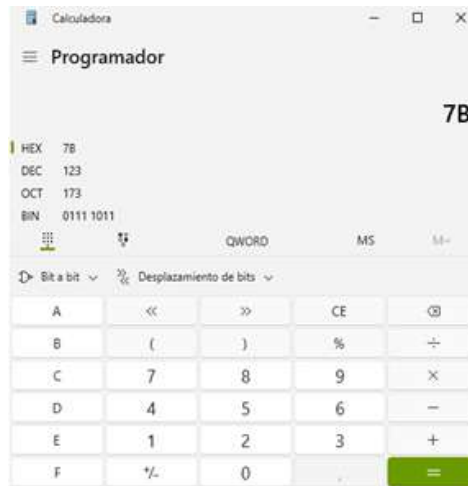 Calculadora
Programador
7B
HEX 7B
DEC 123
OCT 173
BIN 0111 1011
QWORD MS M~
Bit a bit Desplazamiento de bits
A << >> CE
B ( ) % ÷
C 7 8 9 ×
D 4 5 6 −
E 1 2 3 +
F +/- 0 . =